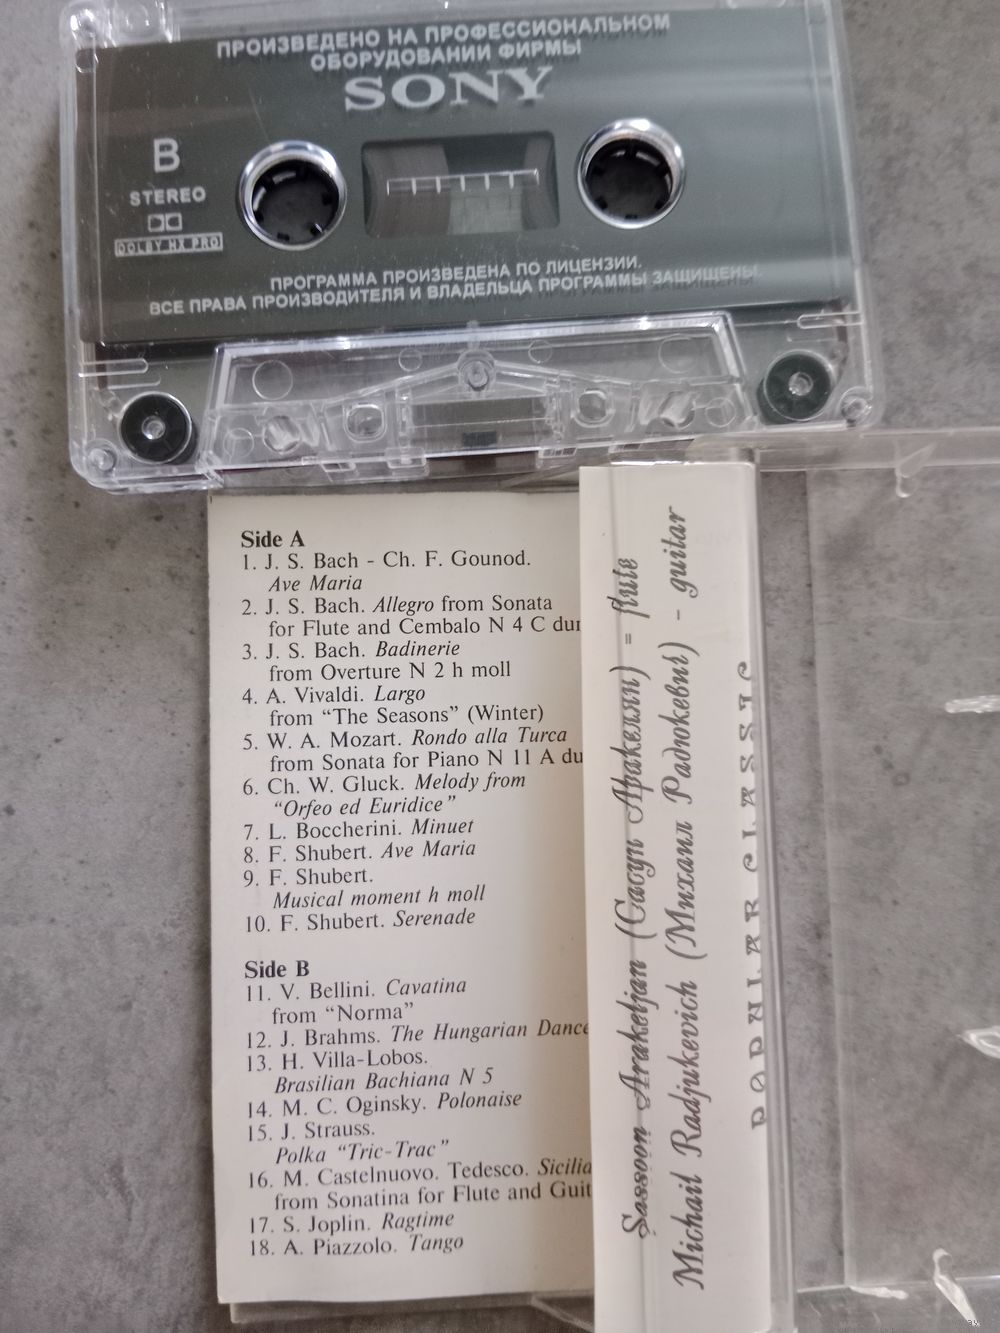 ПРОИЗВЕДЕНО НА ПРОФЕССИОНАЛЬНОМ
ОБОРУДОВАНИИ ФИРМЫ
SONY
B
STEREO
DOLBY HX PRO
ПРОГРАММА ПРОИЗВЕДЕНА ПО ЛИЦЕНЗИИ.
ВСЕ ПРАВА ПРОИЗВОДИТЕЛЯ И ВЛАДЕЛЬЦА ПРОГРАММЫ ЗАЩИЩЕНЫ.
Side A
1. J. S. Bach - Ch. F. Gounod.
Ave Maria
2. J. S. Bach. Allegro from Sonata
for Flute and Cembalo N 4 C dur
3. J. S. Bach. Badinerie
from Overture N 2 h moll
4. A. Vivaldi. Largo
from “The Seasons” (Winter)
5. W. A. Mozart. Rondo alla Turca
from Sonata for Piano N 11 A du
6. Ch. W. Gluck. Melody from
“Orfeo ed Euridice”
7. L. Boccherini. Minuet
8. F. Shubert. Ave Maria
9. F. Shubert.
Musical moment h moll
10. F. Shubert. Serenade
Side B
11. V. Bellini. Cavatina
from “Norma”
12. J. Brahms. The Hungarian Dance
13. H. Villa-Lobos.
Brasilian Bachiana N 5
14. M. C. Oginsky. Polonaise
15. J. Strauss.
Polka “Tric-Trac”
16. M. Castelnuovo. Tedesco. Sicilia
from Sonatina for Flute and Guit
17. S. Joplin. Ragtime
18. A. Piazzolo. Tango
Sassoon Arakeljan (Сасун Аракелян) - flute
Michail Radjukevich (Михаил Радюкевич) - guitar
POPULAR CLASSIC